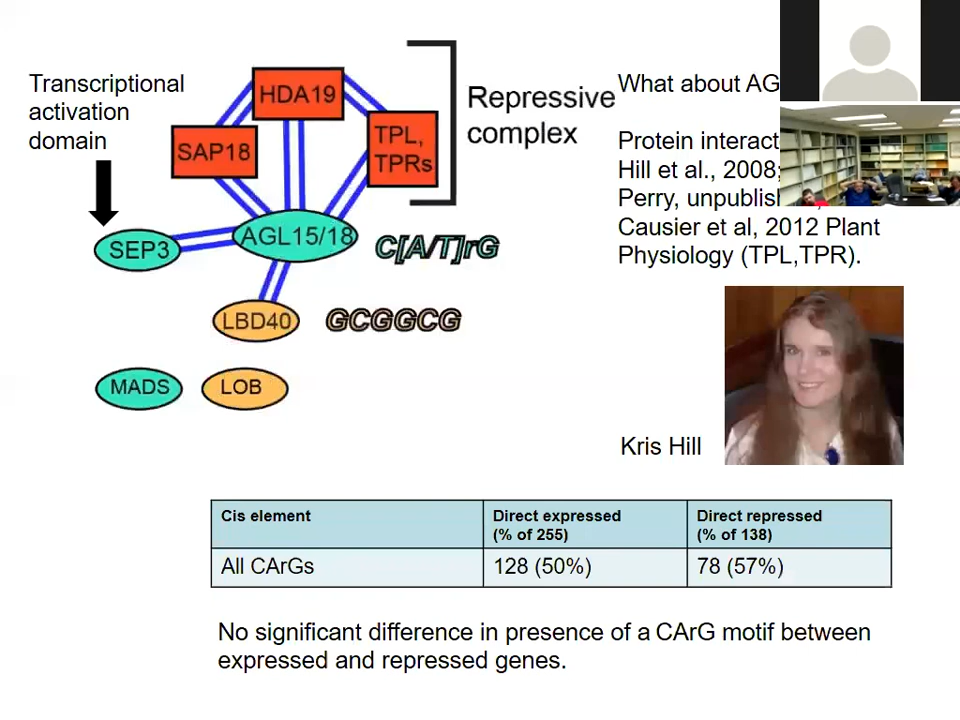 Transcriptional
activation
domain
HDA19
SAP18
TPL,
TPRs
Repressive
complex
SEP3
AGL15/18
C[A/T]rG
LBD40
GCGGCG
MADS
LOB
What about AG
Protein interact
Hill et al., 2008;
Perry, unpublish
Causier et al, 2012 Plant
Physiology (TPL,TPR).
Kris Hill
Cis element
Direct expressed
(% of 255)
Direct repressed
(% of 138)
All CArGs
128 (50%)
78 (57%)
No significant difference in presence of a CArG motif between
expressed and repressed genes.